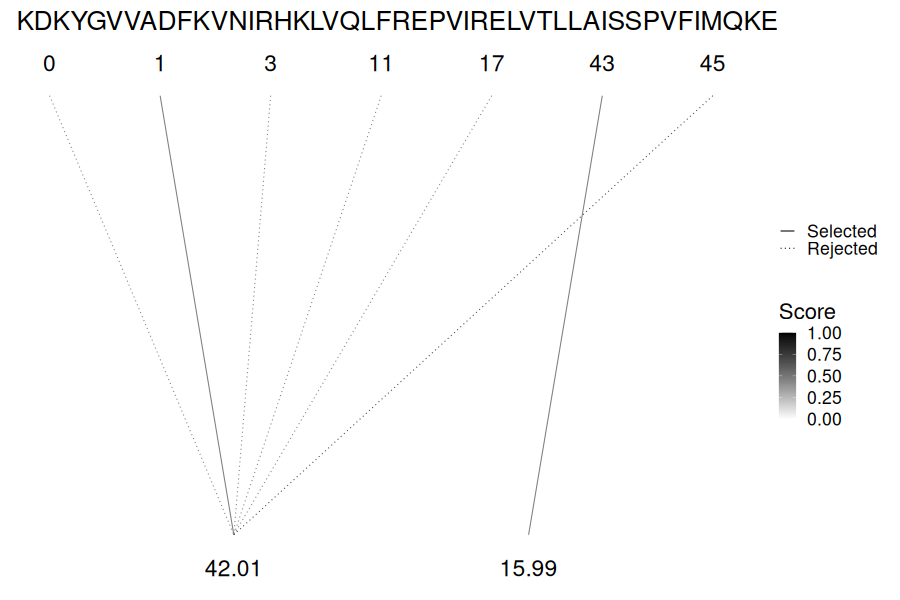 KDKYGVVADFKVNIRHKLVQLFREPVIRELVTLLAISSPVFIMQKE
0 1 3 11 17 43 45
Selected
Rejected
Score
1.00
0.75
0.50
0.25
0.00
42.01 15.99